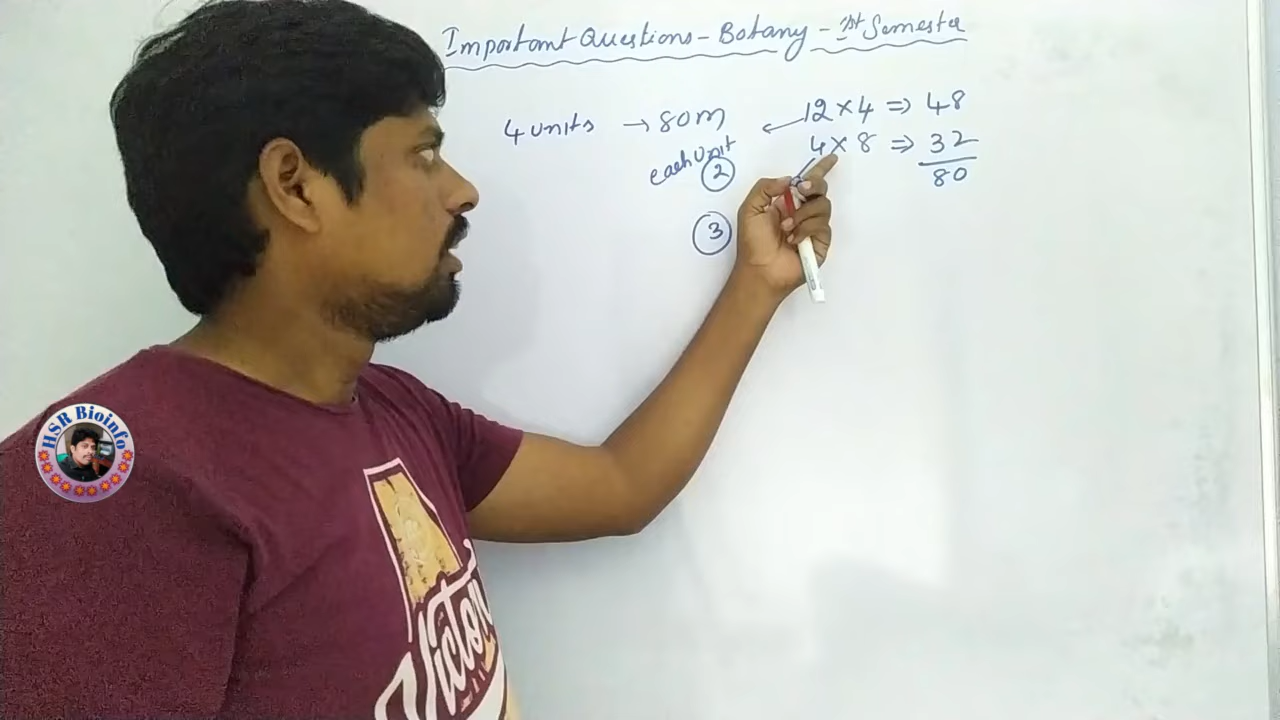 Important Questions - Botany - 1st Semester
4 units → 80m
each Unit
2
3
12 × 4 ⇒ 48
4 × 8 ⇒ 32
80
HSR Bioinfo
Victor